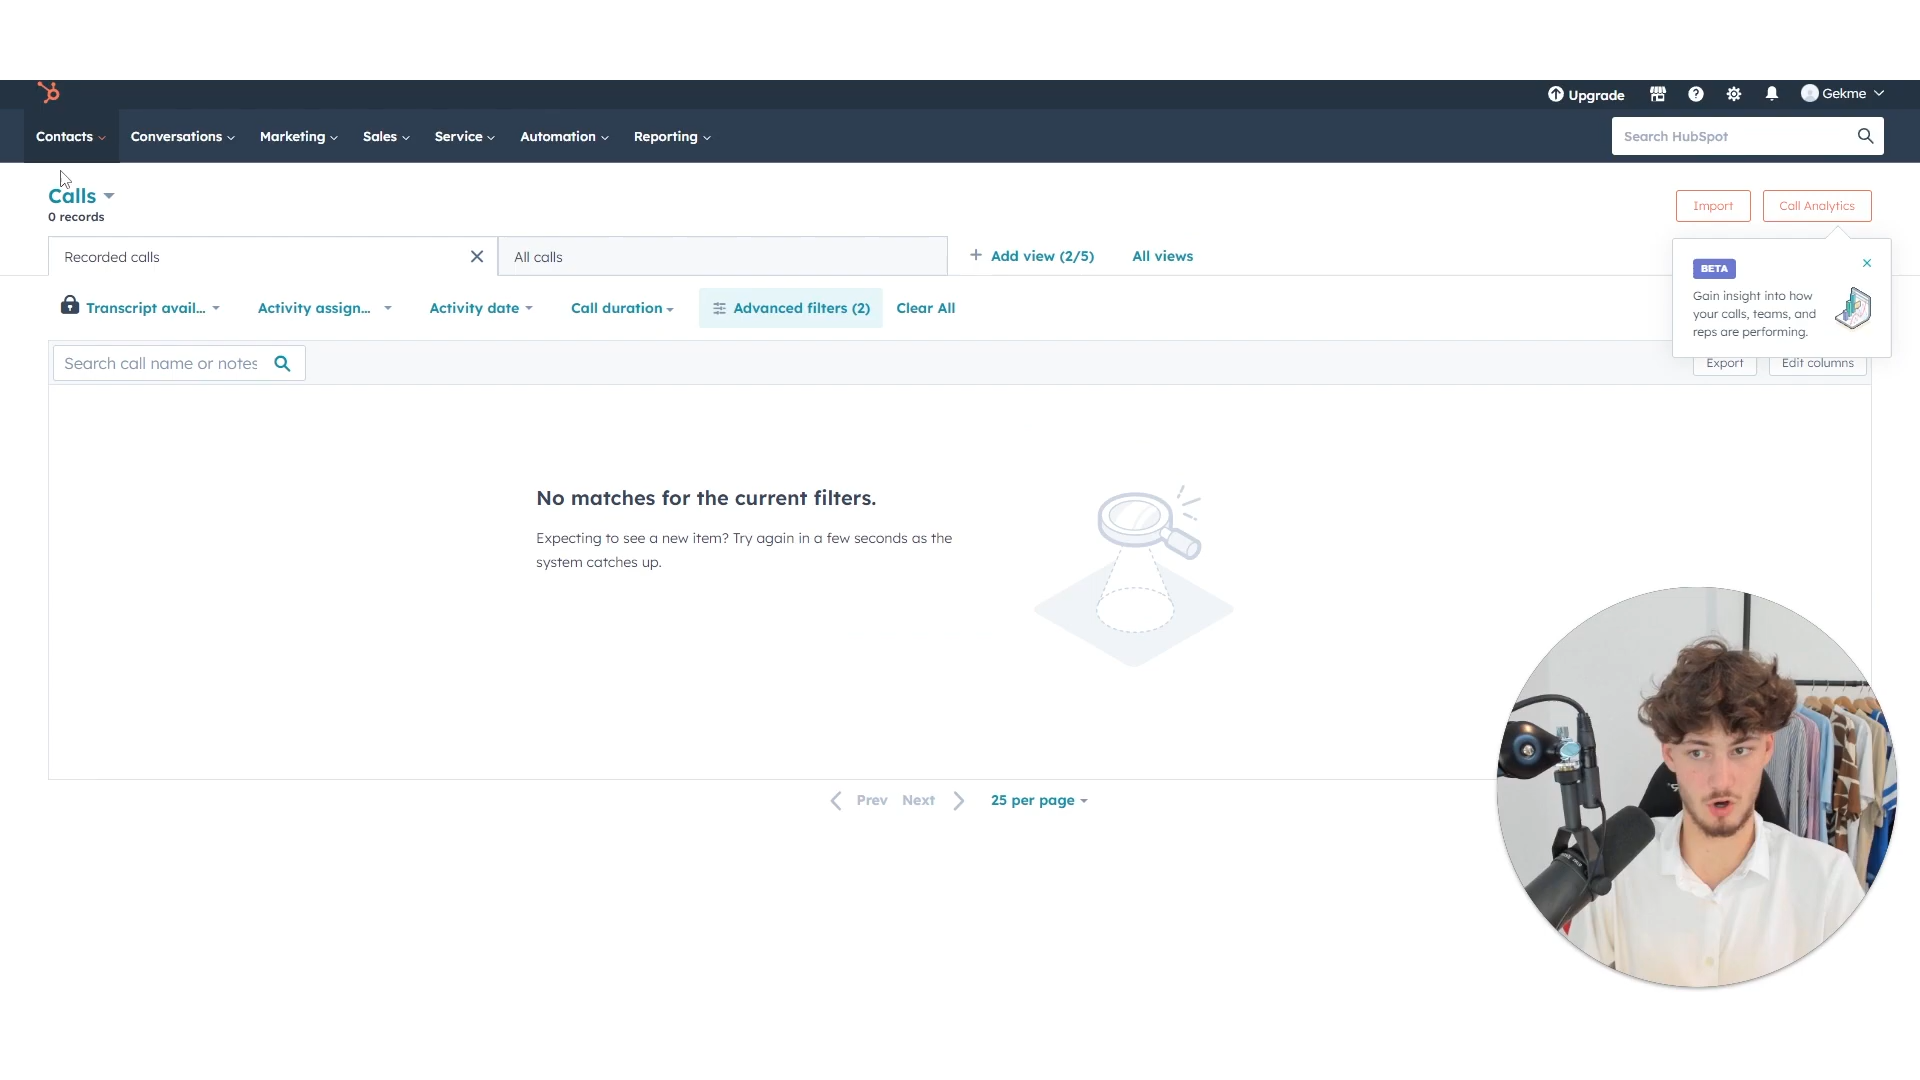 Upgrade
Gekme
Contacts
Conversations
Marketing
Sales
Service
Automation
Reporting
Search HubSpot
Calls
0 records
Import
Call Analytics
Recorded calls
All calls
Add view (2/5)
All views
BETA
Gain insight into how
your calls, teams, and
reps are performing.
Transcript avail...
Activity assign...
Activity date
Call duration
Advanced filters (2)
Clear All
Search call name or notes
Export
Edit columns
No matches for the current filters.
Expecting to see a new item? Try again in a few seconds as the
system catches up.
Prev
Next
25 per page